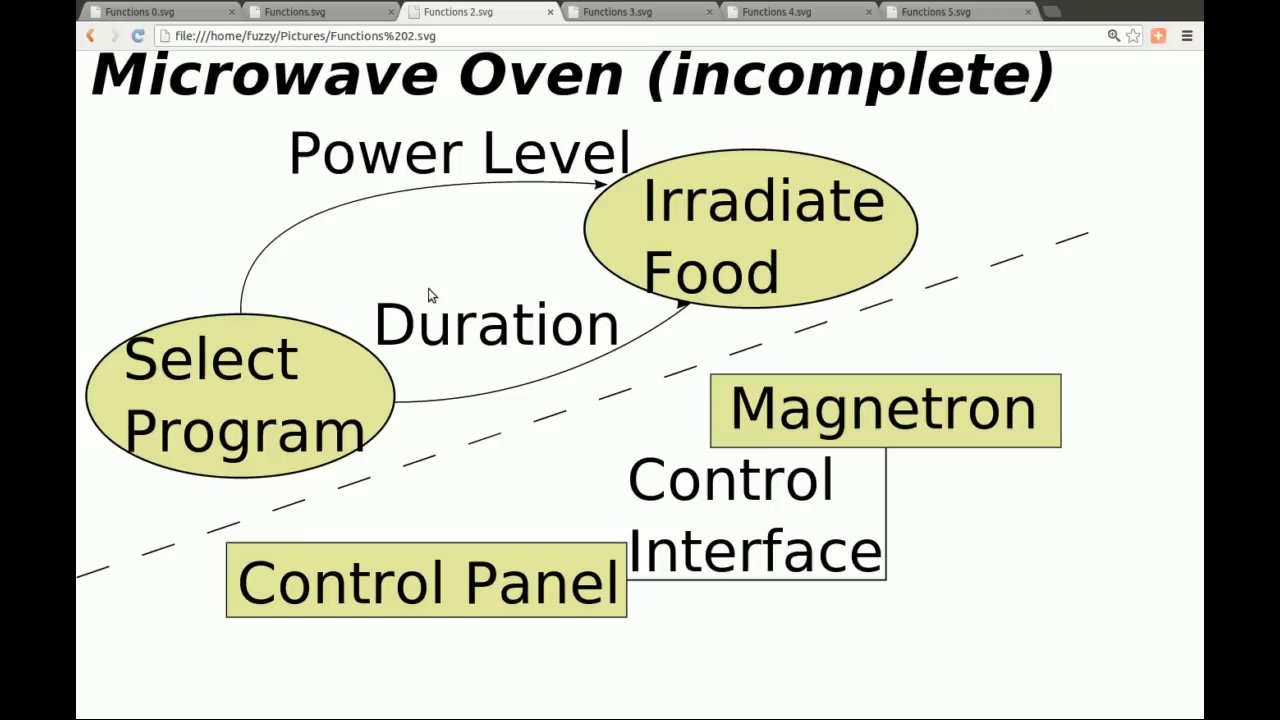 Functions 0.svg
Functions.svg
Functions 2.svg
Functions 3.svg
Functions 4.svg
Functions 5.svg
file:///home/fuzzy/Pictures/Functions%202.svg
Microwave Oven (incomplete)
Power Level
Irradiate
Food
Duration
Select
Program
Magnetron
Control
Interface
Control Panel